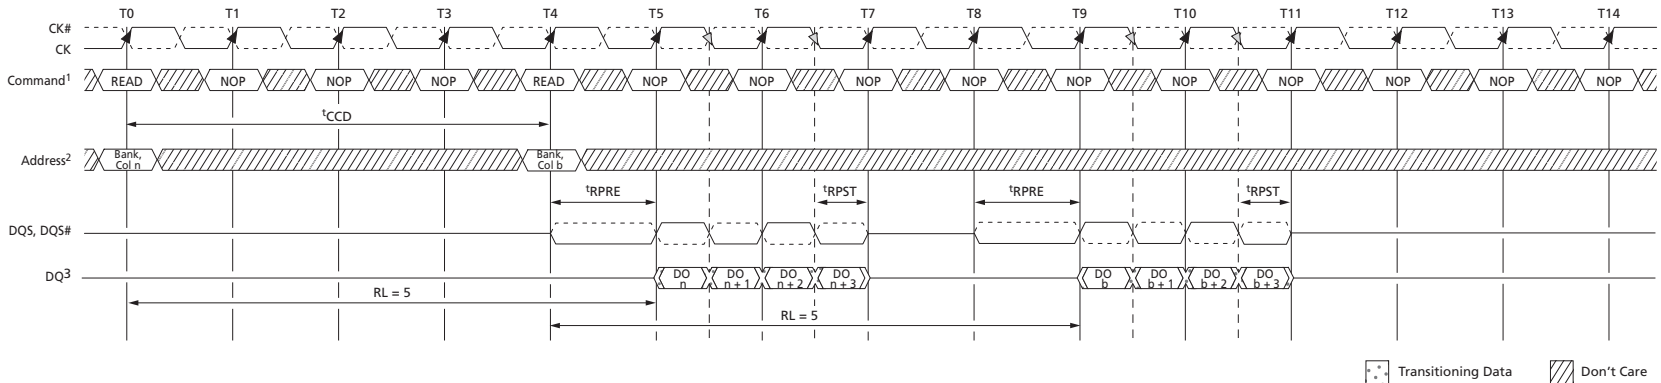 T0 T1 T2 T3 T4 T5 T6 T7 T8 T9 T10 T11 T12 T13 T14
CK#
CK
Command1 READ NOP NOP NOP READ NOP NOP NOP NOP NOP NOP NOP NOP NOP NOP
tCCD
Address2 Bank, Col n Bank, Col b
tRPRE tRPST tRPRE tRPST
DQS, DQS#
DQ3 DO n DO n + 1 DO n + 2 DO n + 3 DO b DO b + 1 DO b + 2 DO b + 3
RL = 5
RL = 5
Transitioning Data Don't Care